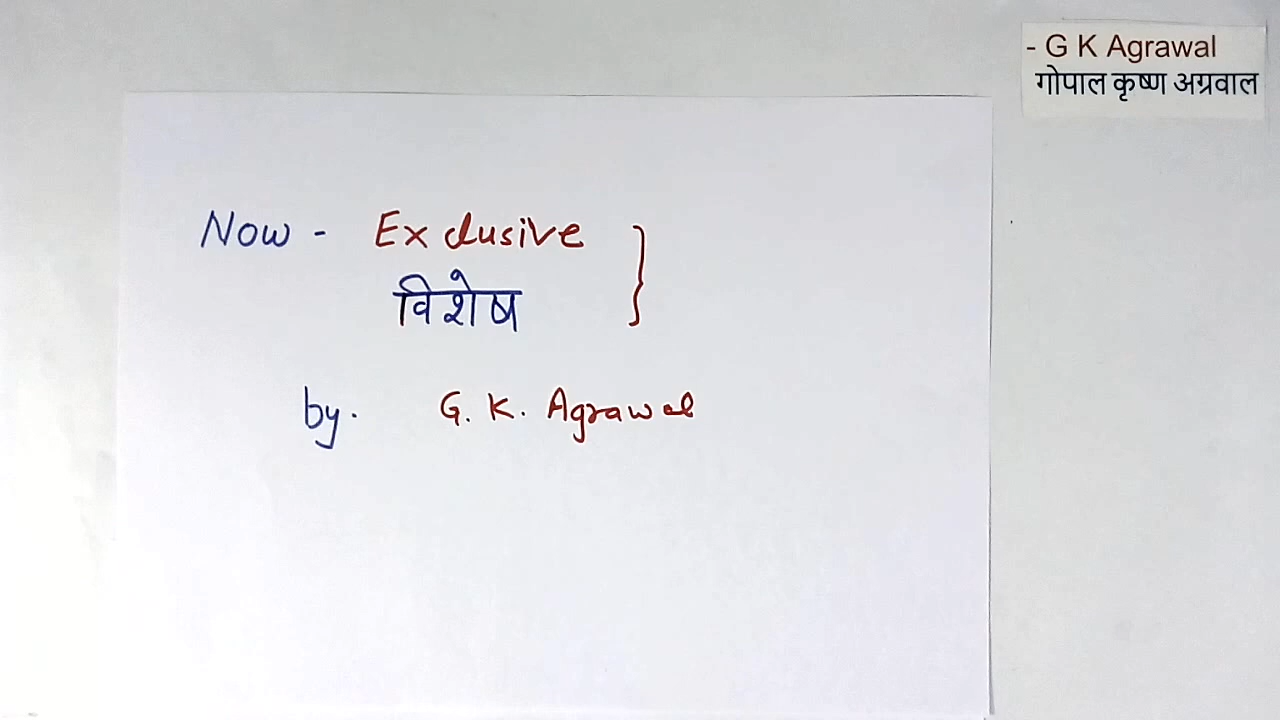 - G K Agrawal
गोपाल कृष्ण अग्रवाल
Now - Exclusive }
विशेष
by. G. K. Agrawal